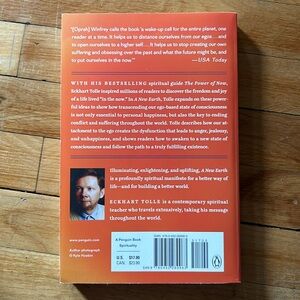 "[Oprah] Winfrey calls the book 'a wake-up call for the entire planet, one
reader at a time. It helps us to distance ourselves from our egos . . . and
to open ourselves to a higher self. . . . It helps us to stop creating our own
suffering and obsessing over the past and what the future might be, and
to put ourselves in the now.'"
—USA Today
WITH HIS BESTSELLING spiritual guide The Power of Now,
Eckhart Tolle inspired millions of readers to discover the freedom and
joy of a life lived "in the now." In A New Earth, Tolle expands on these power-
ful ideas to show how transcending our ego-based state of consciousness
is not only essential to personal happiness, but also the key to ending
conflict and suffering throughout the world. Tolle describes how our at-
tachment to the ego creates the dysfunction that leads to anger, jealousy,
and unhappiness, and shows readers how to awaken to a new state of
consciousness and follow the path to a truly fulfilling existence.
Illuminating, enlightening, and uplifting, A New Earth
is a profoundly spiritual manifesto for a better way of
life—and for building a better world.
ECKHART TOLLE is a contemporary spiritual
teacher who travels extensively, taking his message
throughout the world.
www.penguin.com
Author photograph
A Penguin Book
Spirituality
U.S. $17.00